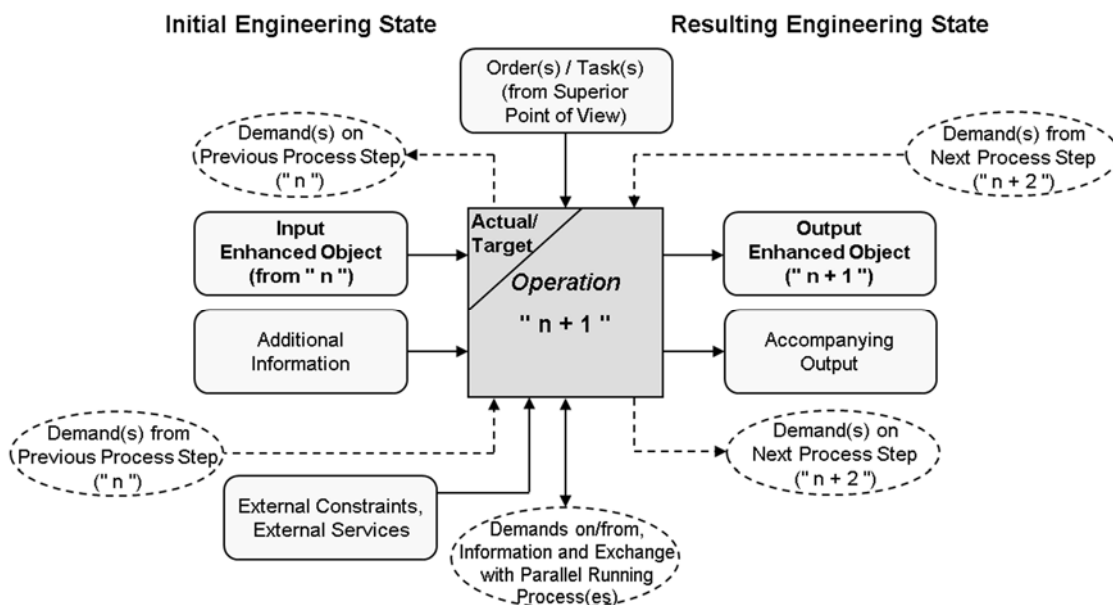 Initial Engineering State
Resulting Engineering State
Order(s) / Task(s)
(from Superior
Point of View)
Demand(s) on
Previous Process Step
(" n ")
Demand(s) from
Next Process Step
(" n + 2 ")
Input
Enhanced Object
(from " n ")
Actual/
Target
Operation
" n + 1 "
Output
Enhanced Object
(" n + 1 ")
Additional
Information
Accompanying
Output
Demand(s) from
Previous Process Step
(" n ")
Demand(s) on
Next Process Step
(" n + 2 ")
External Constraints,
External Services
Demands on/from,
Information and Exchange
with Parallel Running
Process(es)